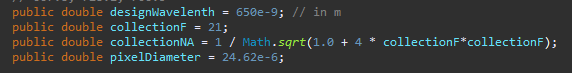 public double designWavelenth = 650e-9; // in m
public double collectionF = 21;
public double collectionNA = 1 / Math.sqrt(1.0 + 4 * collectionF*collectionF);
public double pixelDiameter = 24.62e-6;